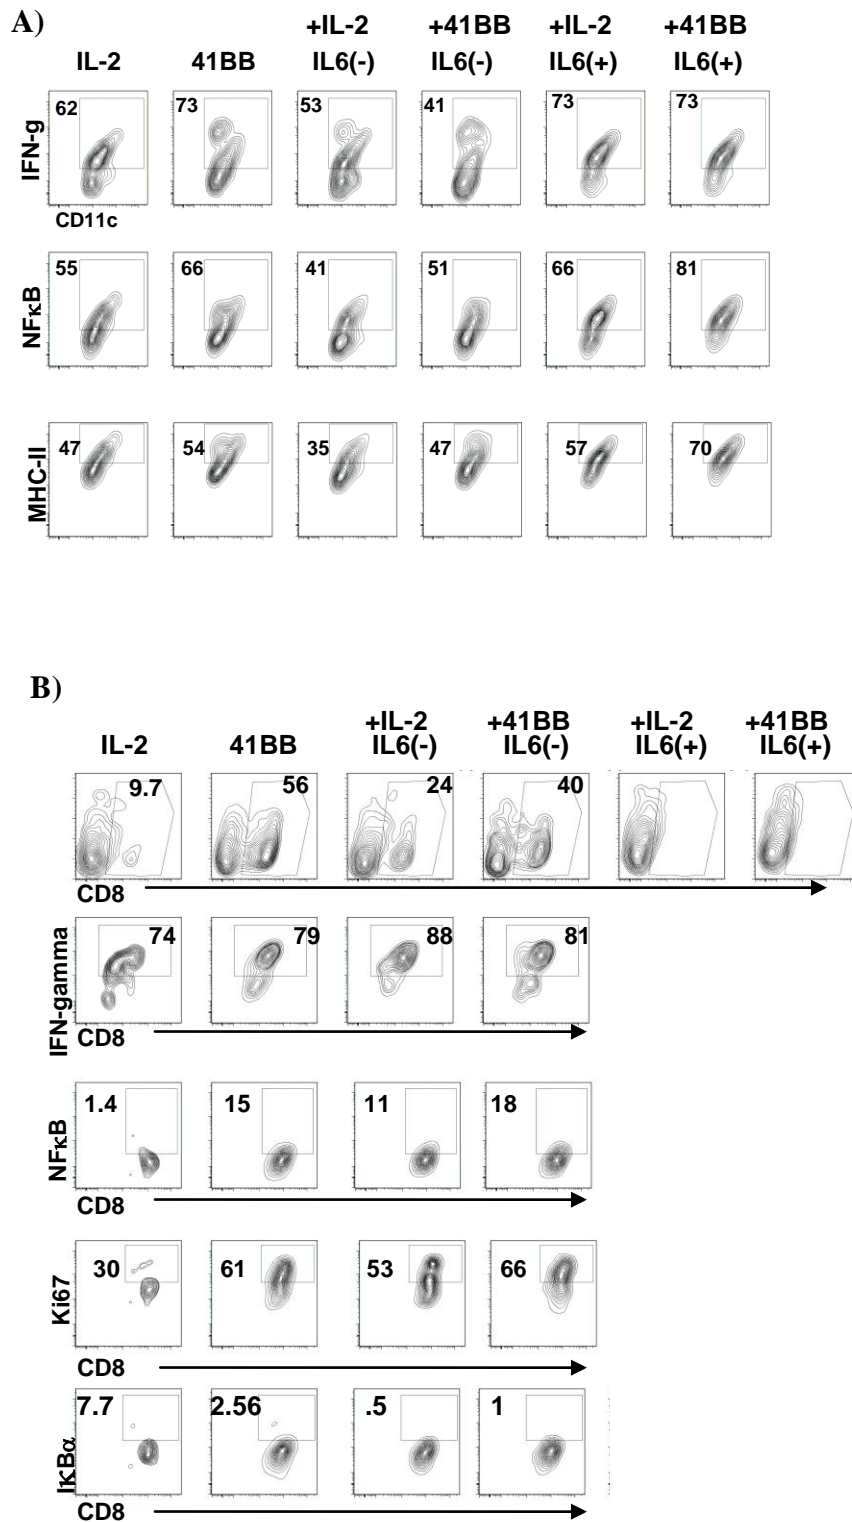 A)
+IL-2 +41BB +IL-2 +41BB
IL-2 41BB IL6(-) IL6(-) IL6(+) IL6(+)
IFN-g
62 73 53 41 73 73
CD11c
NFκB
55 66 41 51 66 81
MHC-II
47 54 35 47 57 70
B)
+IL-2 +41BB +IL-2 +41BB
IL-2 41BB IL6(-) IL6(-) IL6(+) IL6(+)
9.7 56 24 40
CD8
IFN-gamma
74 79 88 81
CD8
NFκB
1.4 15 11 18
CD8
Ki67
30 61 53 66
CD8
IκBα
7.7 2.56 .5 1
CD8